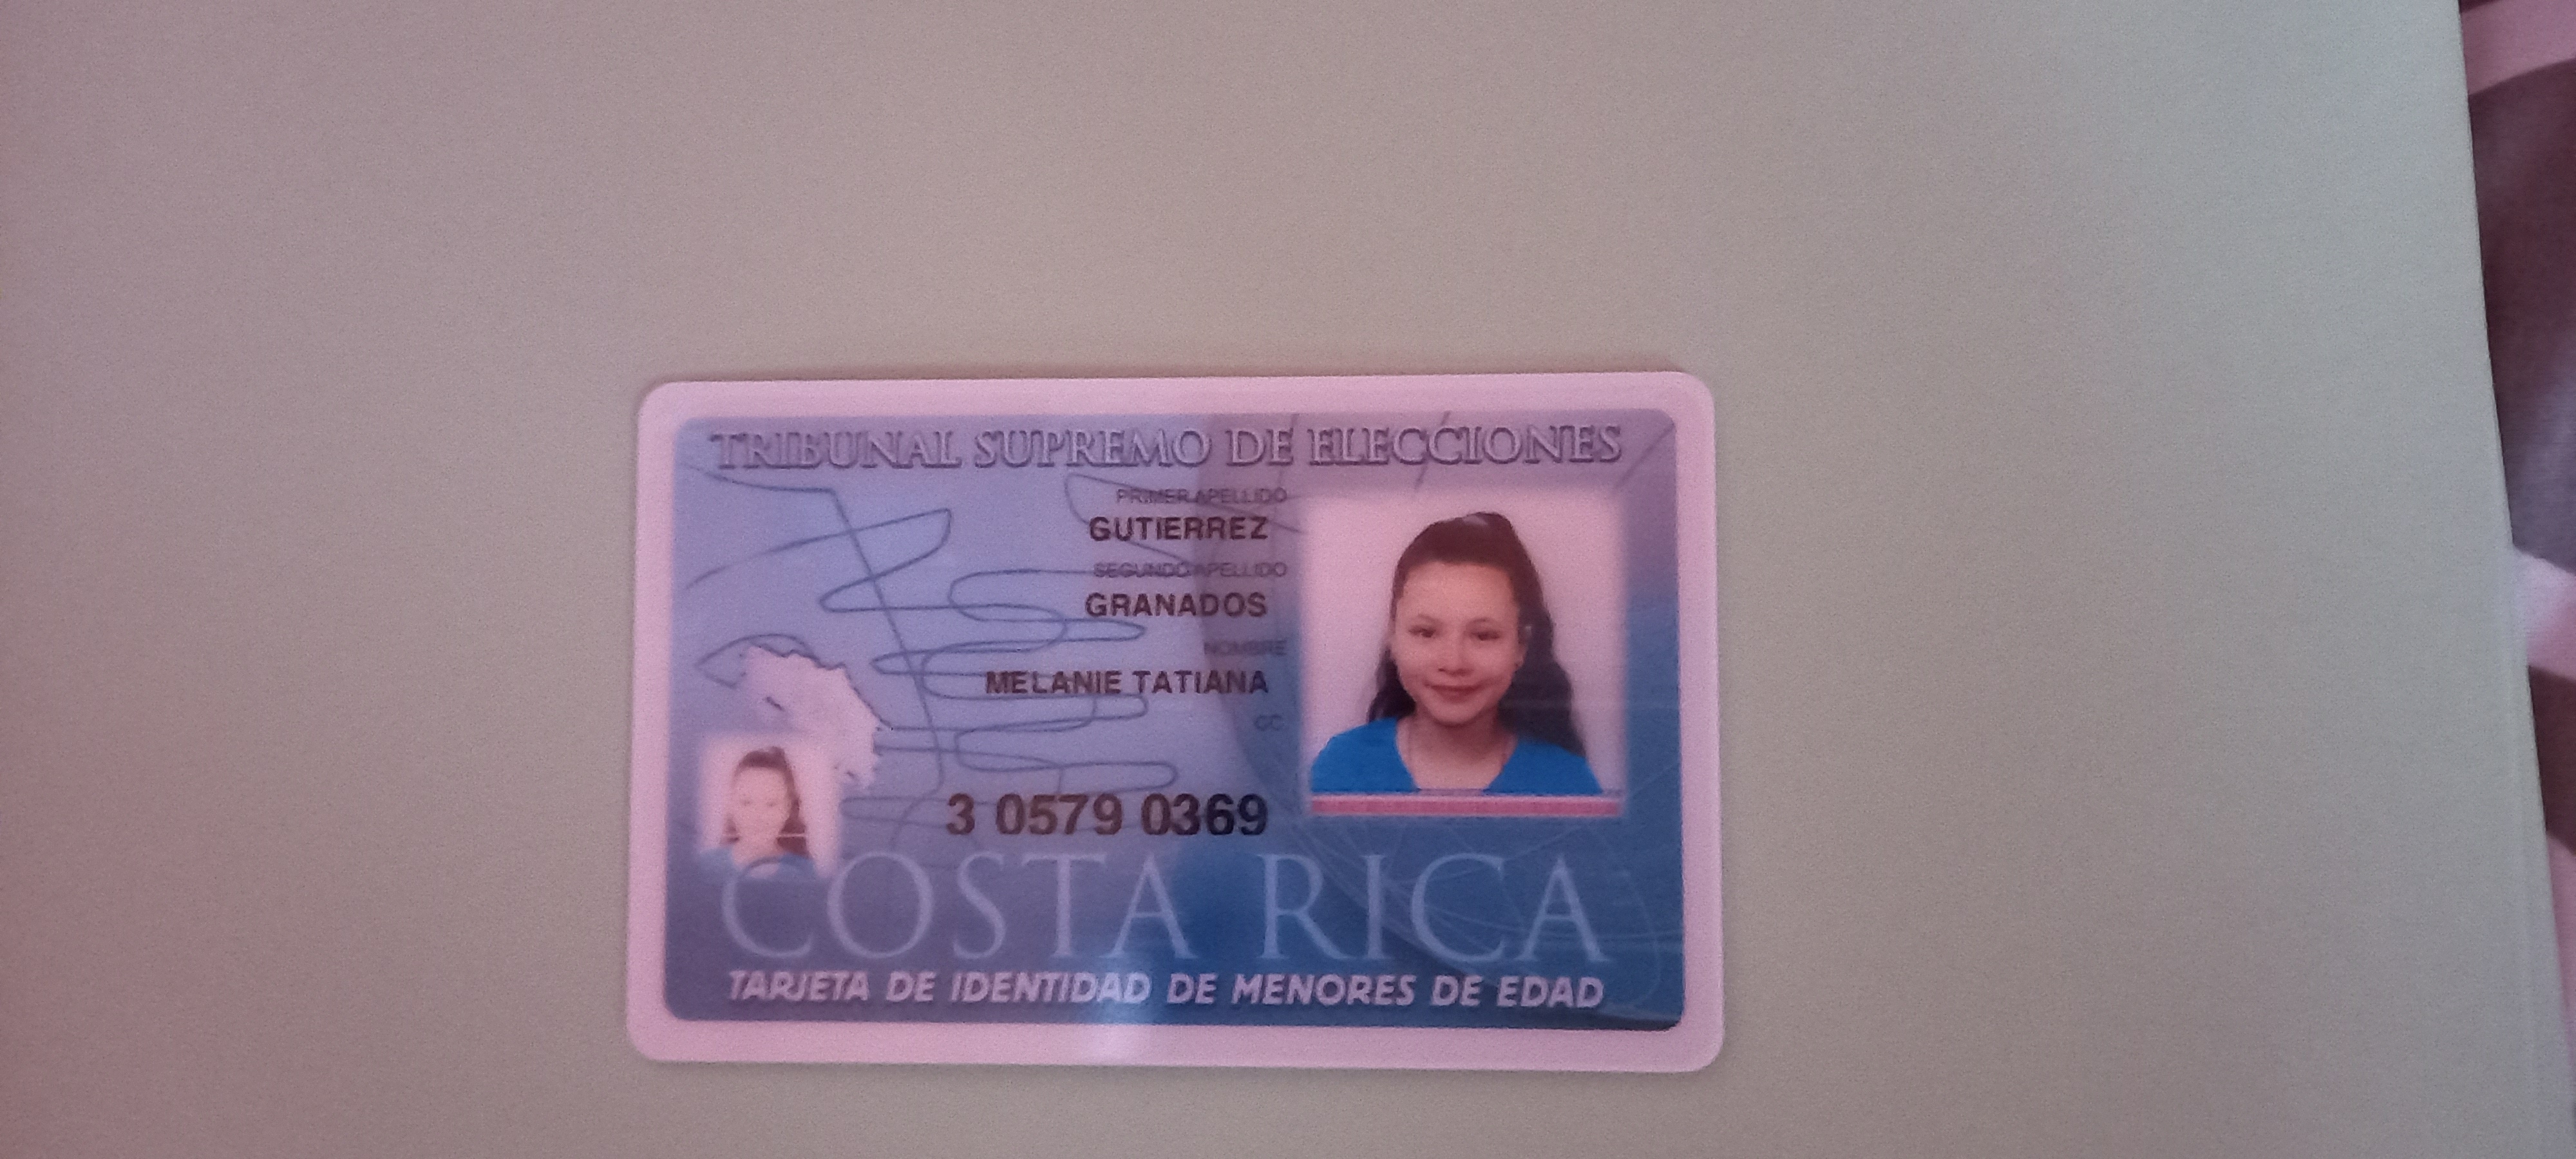 TRIBUNAL SUPREMO DE ELECCIONES
PRIMER APELLIDO
GUTIERREZ
SEGUNDO APELLIDO
GRANADOS
NOMBRE
MELANIE TATIANA
CC
3 0579 0369
COSTA RICA
TARJETA DE IDENTIDAD DE MENORES DE EDAD